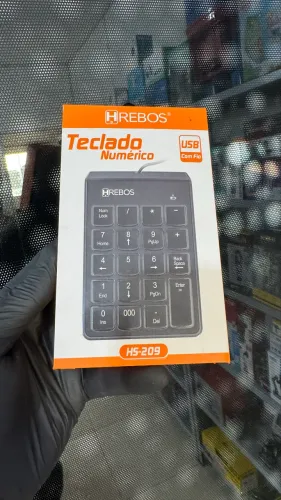 HREBOS®
Teclado
Numérico
USB
Com Fio
HREBOS
Num Lock / * -
7 Home 8 ↑ 9 PgUp +
4 ← 5 6 → Back Space ←
1 End 2 ↓ 3 PgDn Enter
0 Ins 000 . Del
HS-209